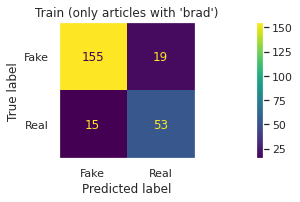 Train (only articles with 'brad')
True label
Fake
155
19
Real
15
53
Fake
Real
Predicted label
150
125
100
75
50
25